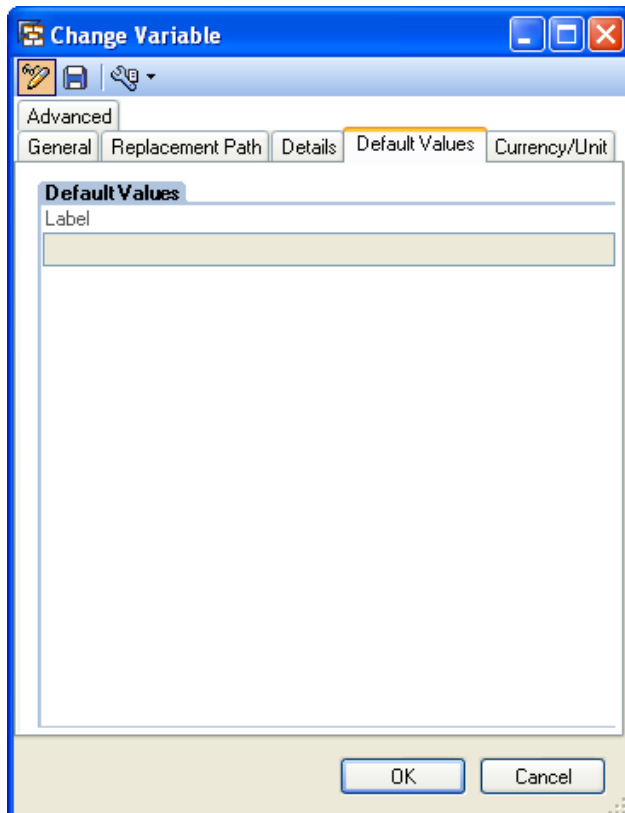 Change Variable
Advanced
General Replacement Path Details Default Values Currency/Unit
Default Values
Label
OK Cancel